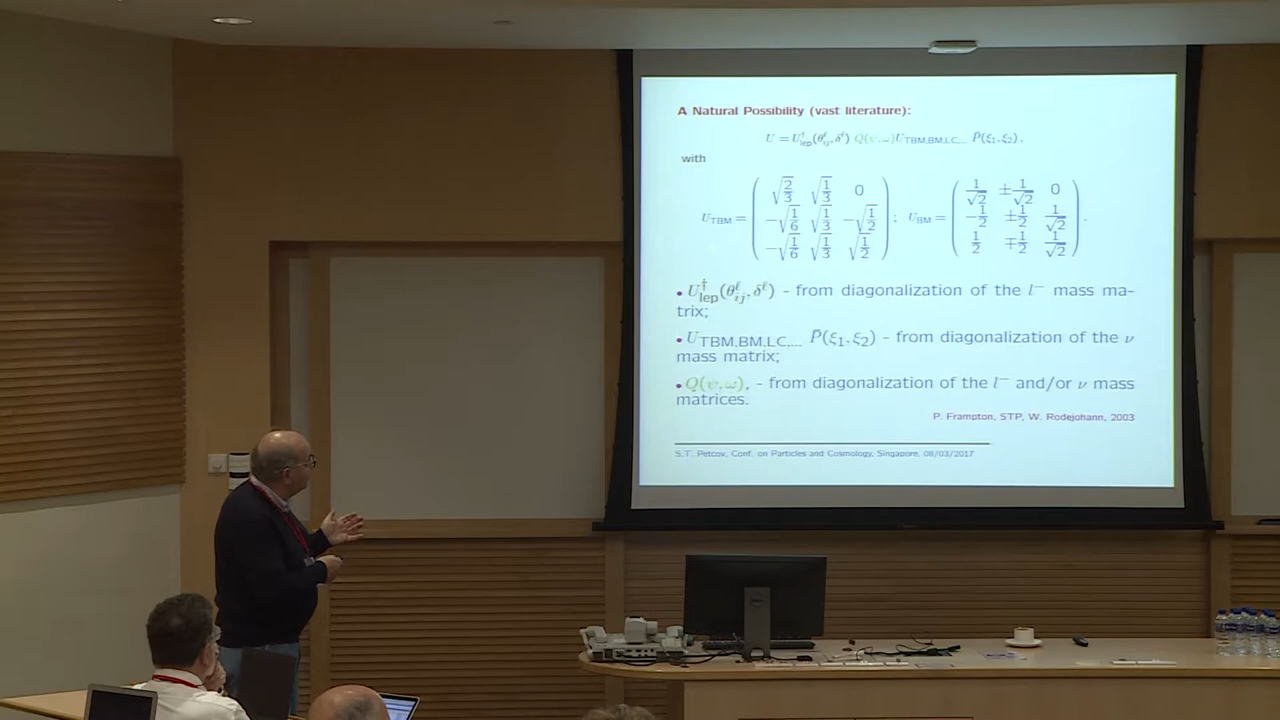 A Natural Possibility (vast literature):
U = U†lep(θℓij, δℓ) Q(ψ, ω)UTBM,BM,LC,... P̄(ξ1, ξ2),
with
UTBM = ( √2/3 √1/3 0 ; −√1/6 √1/3 −√1/2 ; −√1/6 √1/3 √1/2 ) ; UBM = ( 1/√2 ±1/√2 0 ; −1/2 ±1/2 1/√2 ; 1/2 ∓1/2 1/√2 ) .
• U†lep(θℓij, δℓ) - from diagonalization of the l− mass ma-
trix;
• UTBM,BM,LC,... P̄(ξ1, ξ2) - from diagonalization of the ν
mass matrix;
• Q(ψ, ω), - from diagonalization of the l− and/or ν mass
matrices.
P. Frampton, STP, W. Rodejohann, 2003
S.T. Petcov, Conf. on Particles and Cosmology, Singapore, 08/03/2017